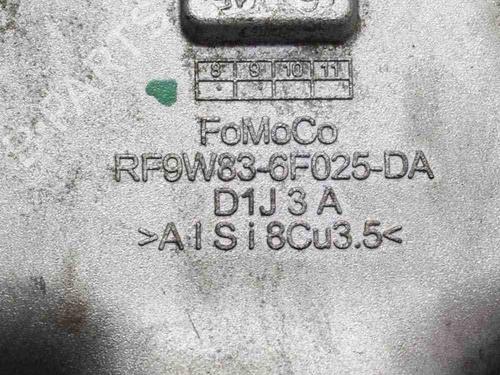 8 9 10 11
FoMoCo
RF9W83-6F025-DA
D1J 3 A
>AlSi8Cu3.5<